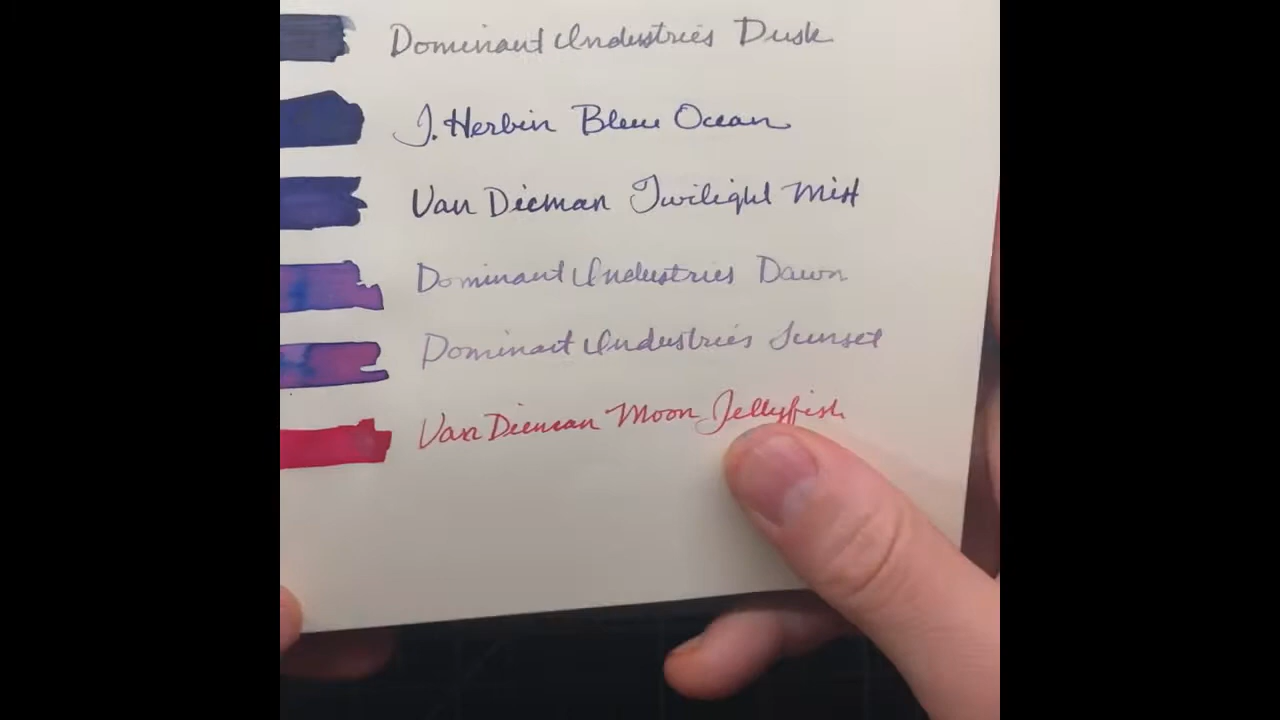 Dominant Industries Dusk
J. Herbin Bleue Ocean
Van Dieman Twilight Mist
Dominant Industries Dawn
Dominant Industries Sunset
Van Dieman Moon Jellyfish